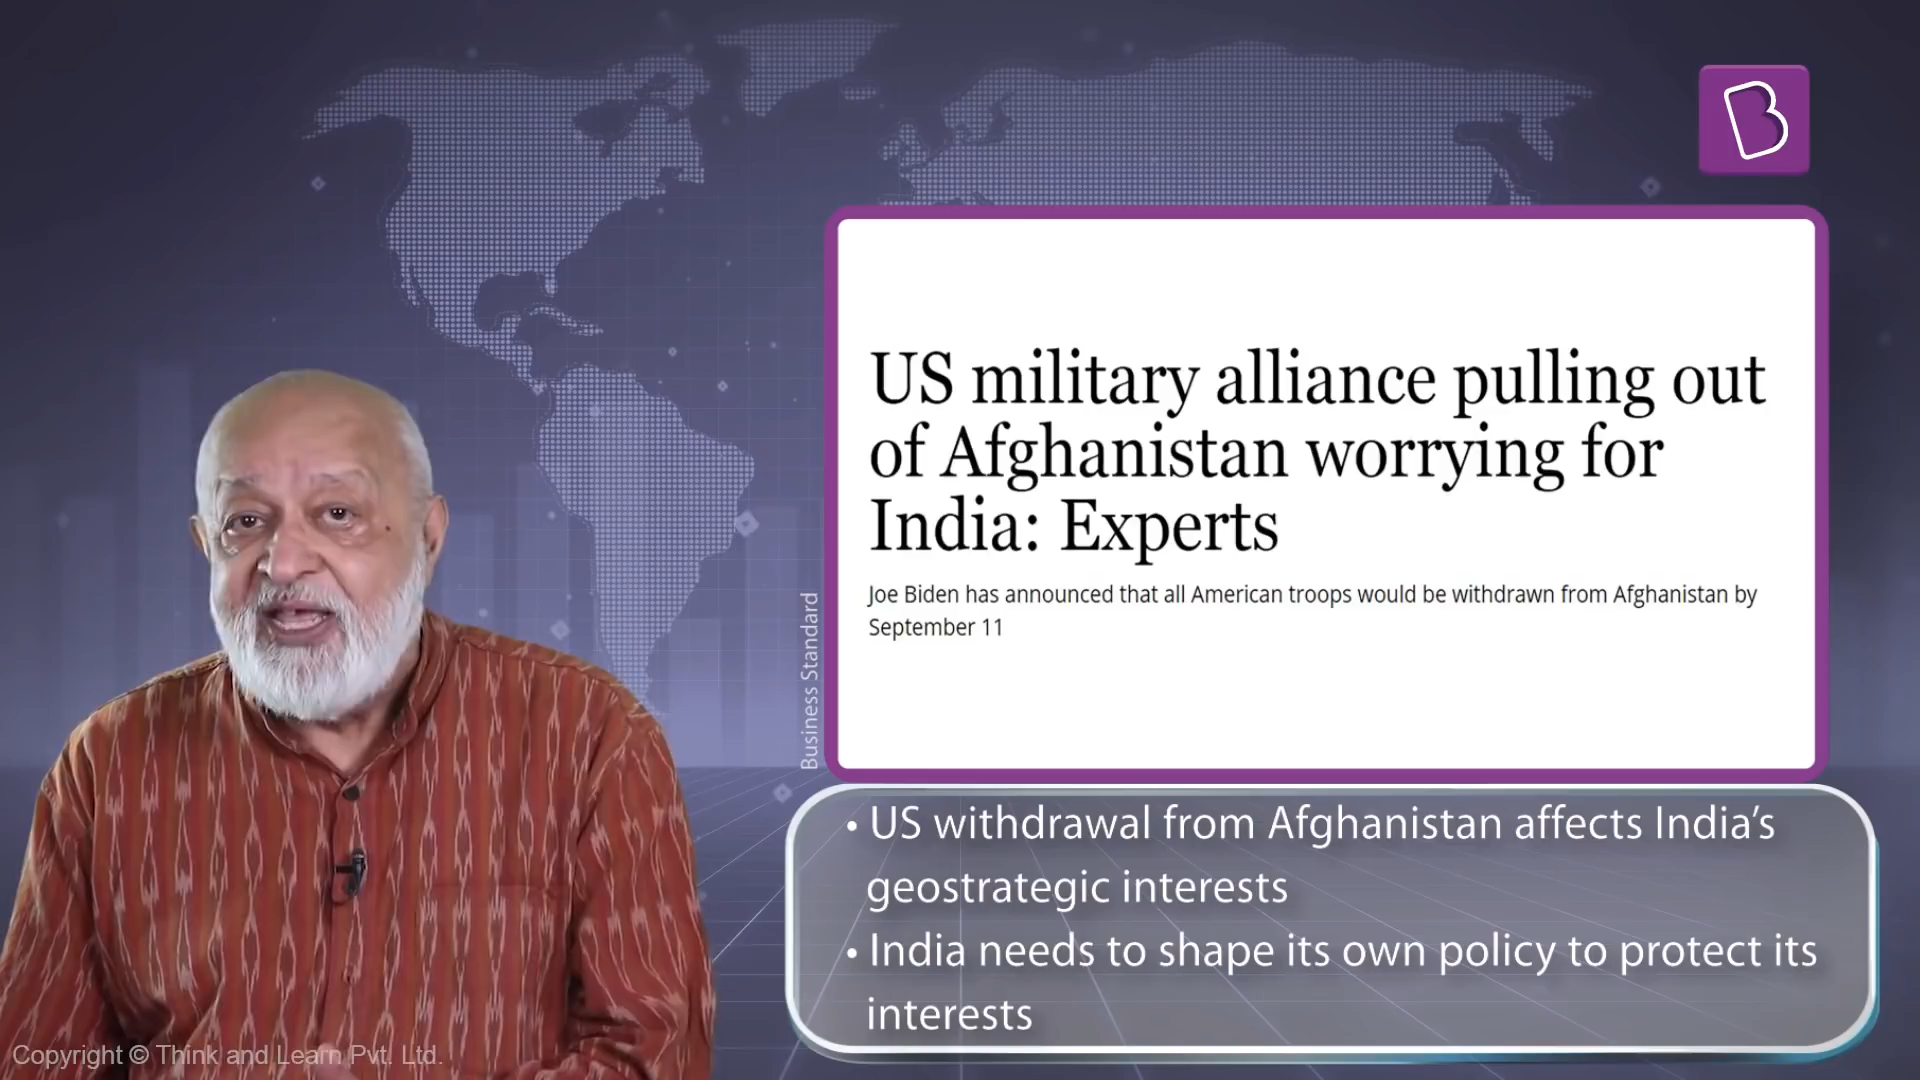 B
US military alliance pulling out
of Afghanistan worrying for
India: Experts
Joe Biden has announced that all American troops would be withdrawn from Afghanistan by
September 11
Business Standard
• US withdrawal from Afghanistan affects India’s
geostrategic interests
• India needs to shape its own policy to protect its
interests
Copyright © Think and Learn Pvt. Ltd.